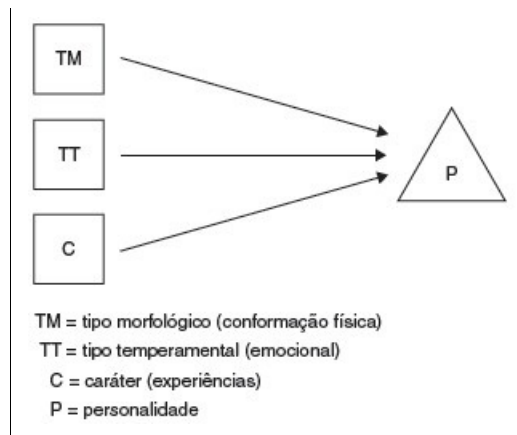 TM
TT
P
C
TM = tipo morfológico (conformação física)
TT = tipo temperamental (emocional)
C = caráter (experiências)
P = personalidade